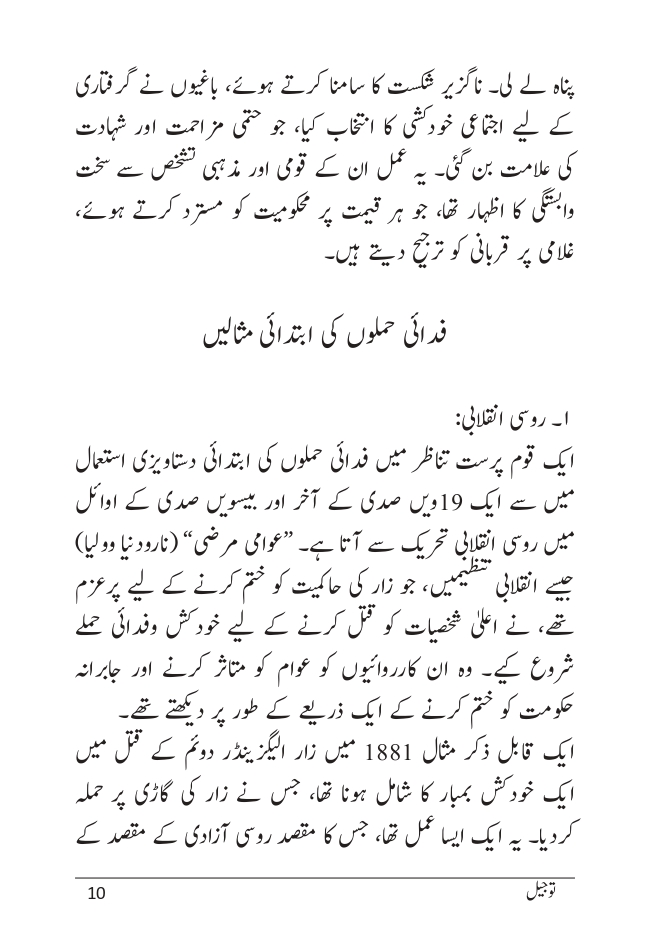 پناہ لے لی۔ ناگزیر شکست کا سامنا کرتے ہوئے، باغیوں نے گرفتاری
کے لیے اجتماعی خودکشی کا انتخاب کیا، جو حتمی مزاحمت اور شہادت
کی علامت بن گئی۔ یہ عمل ان کے قومی اور مذہبی تشخص سے سخت
وابستگی کا اظہار تھا، جو ہر قیمت پر محکومیت کو مسترد کرتے ہوئے،
غلامی پر قربانی کو ترجیح دیتے ہیں۔
فدائی حملوں کی ابتدائی مثالیں
۱۔ روسی انقلابی:
ایک قوم پرست تناظر میں فدائی حملوں کی ابتدائی دستاویزی استعمال
میں سے ایک 19ویں صدی کے آخر اور بیسویں صدی کے اوائل
میں روسی انقلابی تحریک سے آتا ہے۔ ”عوامی مرضی“ (نارودنیا وولیا)
جیسے انقلابی تنظیمیں، جو زار کی حاکمیت کو ختم کرنے کے لیے پرعزم
تھے، نے اعلیٰ شخصیات کو قتل کرنے کے لیے خودکش وفدائی حملے
شروع کیے۔ وہ ان کارروائیوں کو عوام کو متاثر کرنے اور جابرانہ
حکومت کو ختم کرنے کے ایک ذریعے کے طور پر دیکھتے تھے۔
ایک قابل ذکر مثال 1881 میں زار الیگزینڈر دوئم کے قتل میں
ایک خودکش بمبار کا شامل ہونا تھا، جس نے زار کی گاڑی پر حملہ
کردیا۔ یہ ایک ایسا عمل تھا، جس کا مقصد روسی آزادی کے مقصد کے
توجیل
10